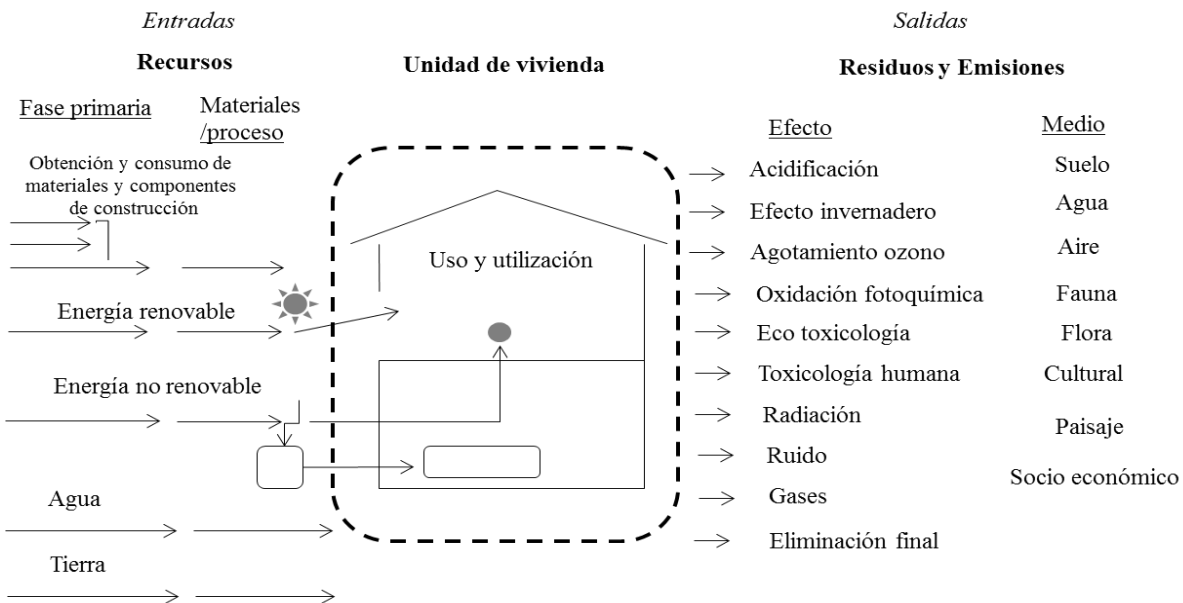 Entradas
Salidas
Recursos
Unidad de vivienda
Residuos y Emisiones
Fase primaria
Materiales
/proceso
Efecto
Medio
Obtención y consumo de
materiales y componentes
de construcción
Energía renovable
Energía no renovable
Agua
Tierra
Uso y utilización
Acidificación
Efecto invernadero
Agotamiento ozono
Oxidación fotoquímica
Eco toxicología
Toxicología humana
Radiación
Ruido
Gases
Eliminación final
Suelo
Agua
Aire
Fauna
Flora
Cultural
Paisaje
Socio económico